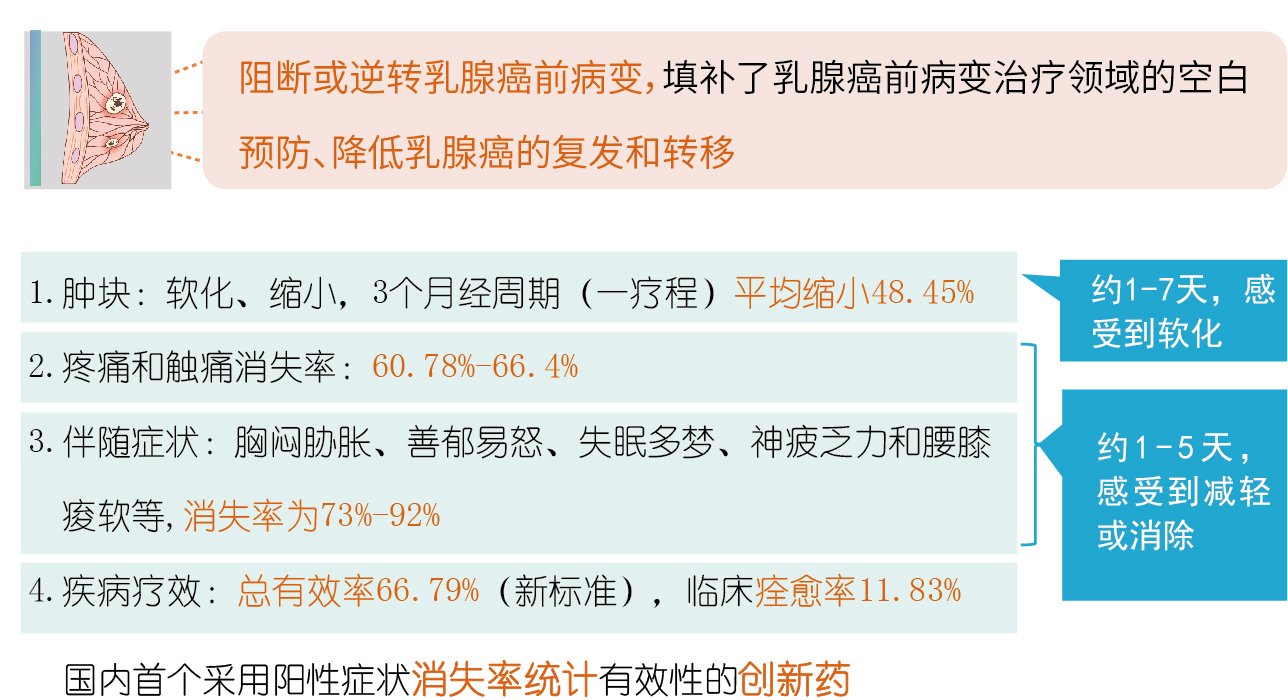 阻断或逆转乳腺癌前病变，填补了乳腺癌前病变治疗领域的空白
预防、降低乳腺癌的复发和转移
1.肿块：软化、缩小，3个月经周期（一疗程）平均缩小48.45%
约1-7天，感
受到软化
2.疼痛和触痛消失率：60.78%-66.4%
3.伴随症状：胸闷胁胀、善郁易怒、失眠多梦、神疲乏力和腰膝
痠软等,消失率为73%-92%
约1-5天，
感受到减轻
或消除
4.疾病疗效：总有效率66.79%（新标准），临床痊愈率11.83%
国内首个采用阳性症状消失率统计有效性的创新药